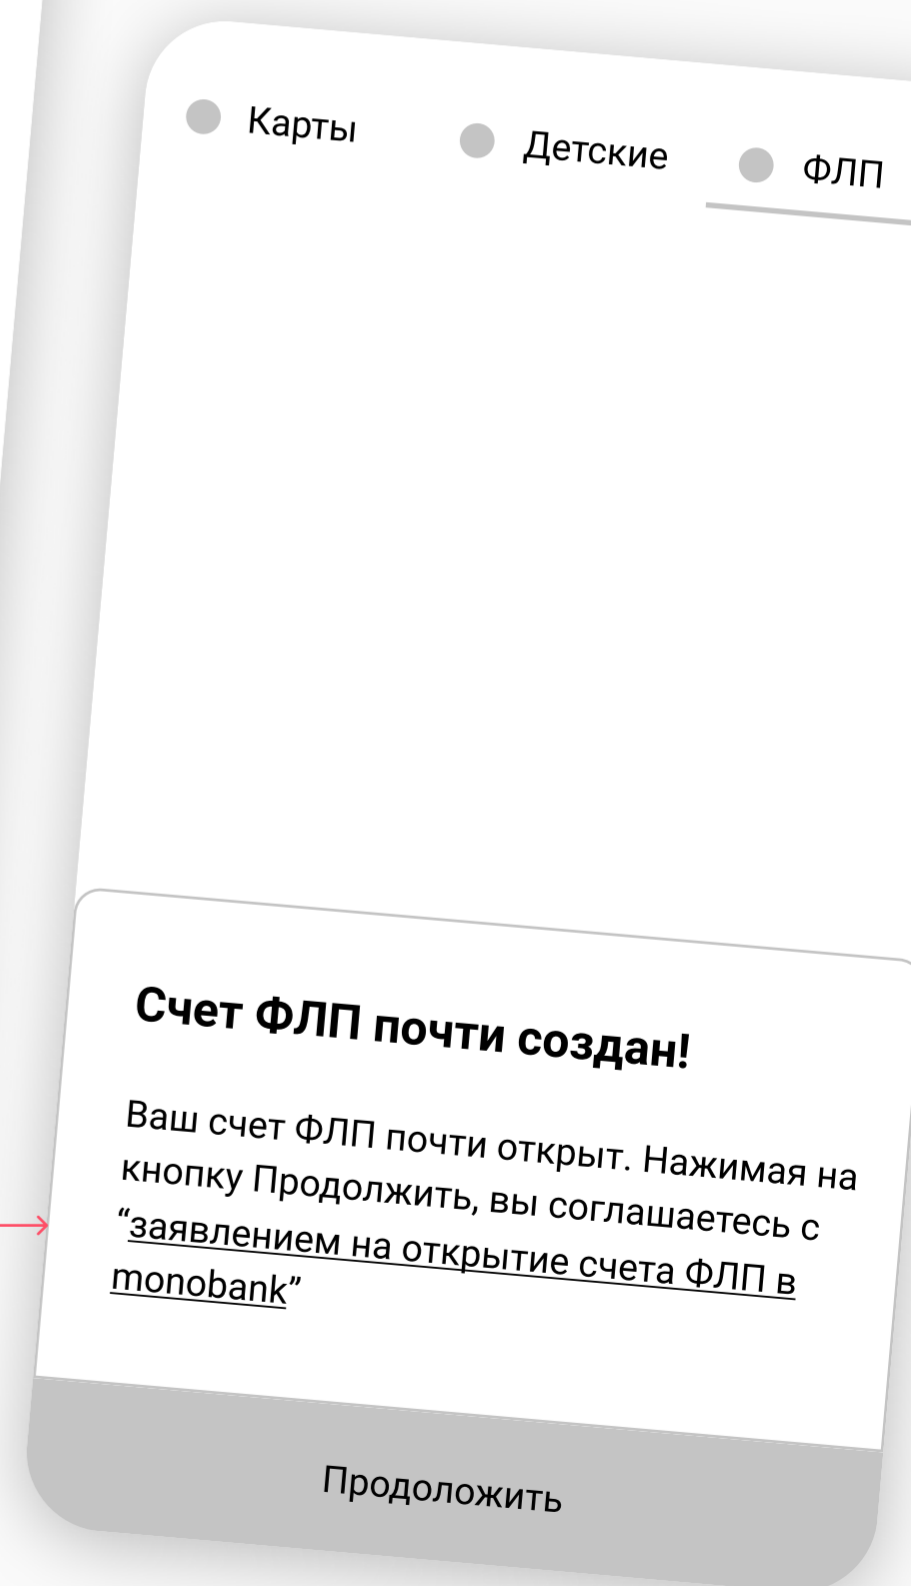 Карты Детские ФЛП
Счет ФЛП почти создан!
Ваш счет ФЛП почти открыт. Нажимая на
кнопку Продолжить, вы соглашаетесь с
“заявлением на открытие счета ФЛП в
monobank”
Продоложить